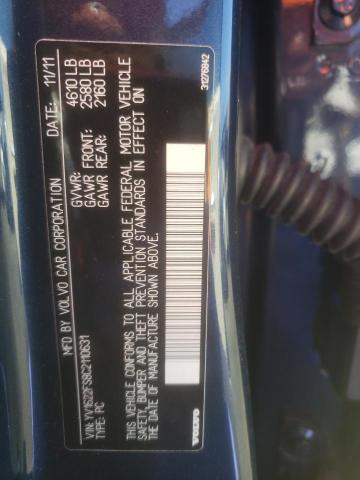 MFD BY VOLVO CAR CORPORATION DATE: 11/11
GVWR: 4610 LB
GAWR FRONT: 2580 LB
GAWR REAR: 2160 LB
THIS VEHICLE CONFORMS TO ALL APPLICABLE FEDERAL MOTOR VEHICLE
SAFETY, BUMPER AND THEFT PREVENTION STANDARDS IN EFFECT ON
DATE OF MANUFACTURE SHOWN ABOVE.
TYPE: PC
VOLVO
31276942